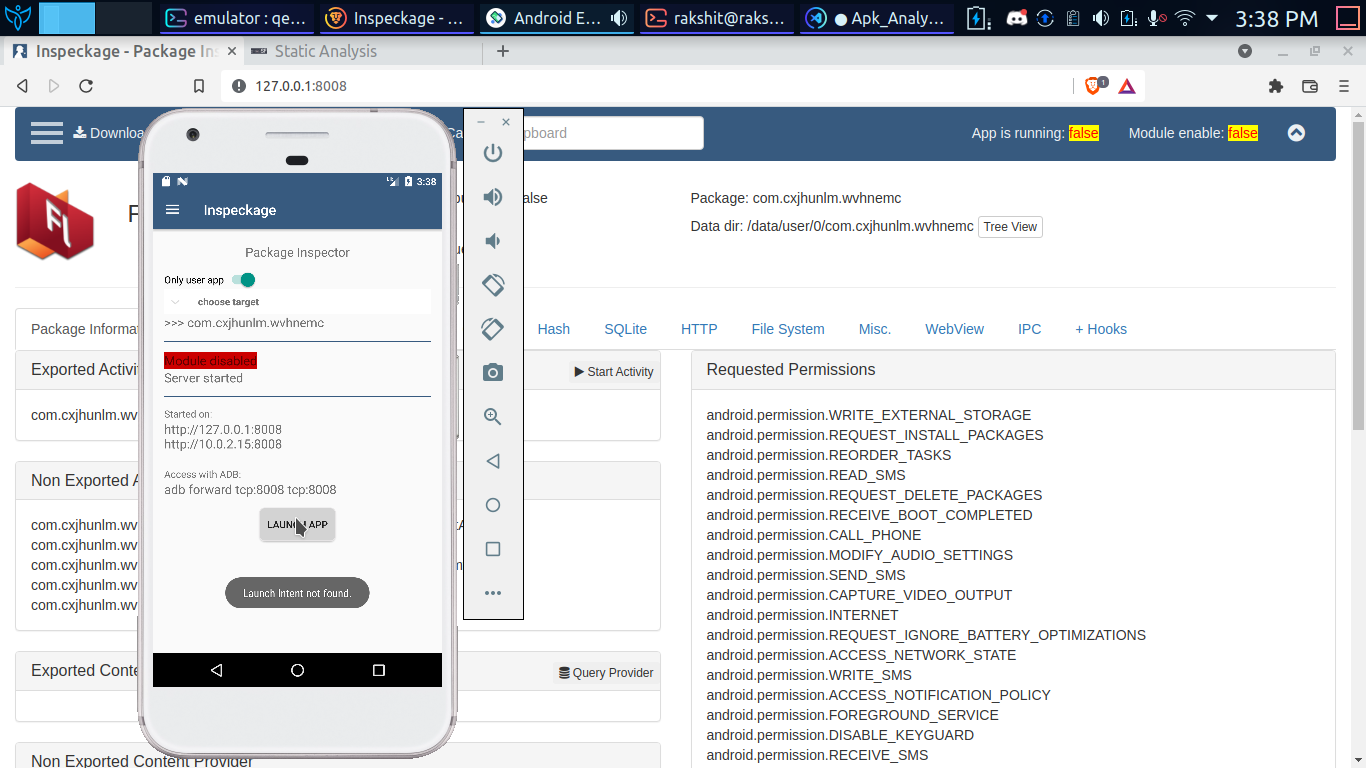 emulator : qe...
Inspeckage - ...
Android E...
rakshit@raks...
● Apk_Analy...
3:38 PM
Inspeckage - Package Ins
Static Analysis
127.0.0.1:8008
1
Downloa
Ca
pboard
App is running: false
Module enable: false
3:38
Inspeckage
Package Inspector
Only user app
choose target
>>> com.cxjhunlm.wvhnemc
Module disabled
Server started
Started on:
http://127.0.0.1:8008
http://10.0.2.15:8008
Access with ADB:
adb forward tcp:8008 tcp:8008
LAUNCH APP
Launch Intent not found.
F
alse
Package: com.cxjhunlm.wvhnemc
Data dir: /data/user/0/com.cxjhunlm.wvhnemc
Tree View
Package Informat
Hash
SQLite
HTTP
File System
Misc.
WebView
IPC
+ Hooks
Exported Activi
Start Activity
com.cxjhunlm.wv
Non Exported A
com.cxjhunlm.wv
com.cxjhunlm.wv
com.cxjhunlm.wv
com.cxjhunlm.wv
com.cxjhunlm.wv
Exported Conte
Query Provider
Non Exported Content Provider
Requested Permissions
android.permission.WRITE_EXTERNAL_STORAGE
android.permission.REQUEST_INSTALL_PACKAGES
android.permission.REORDER_TASKS
android.permission.READ_SMS
android.permission.REQUEST_DELETE_PACKAGES
android.permission.RECEIVE_BOOT_COMPLETED
android.permission.CALL_PHONE
android.permission.MODIFY_AUDIO_SETTINGS
android.permission.SEND_SMS
android.permission.CAPTURE_VIDEO_OUTPUT
android.permission.INTERNET
android.permission.REQUEST_IGNORE_BATTERY_OPTIMIZATIONS
android.permission.ACCESS_NETWORK_STATE
android.permission.WRITE_SMS
android.permission.ACCESS_NOTIFICATION_POLICY
android.permission.FOREGROUND_SERVICE
android.permission.DISABLE_KEYGUARD
android.permission.RECEIVE_SMS